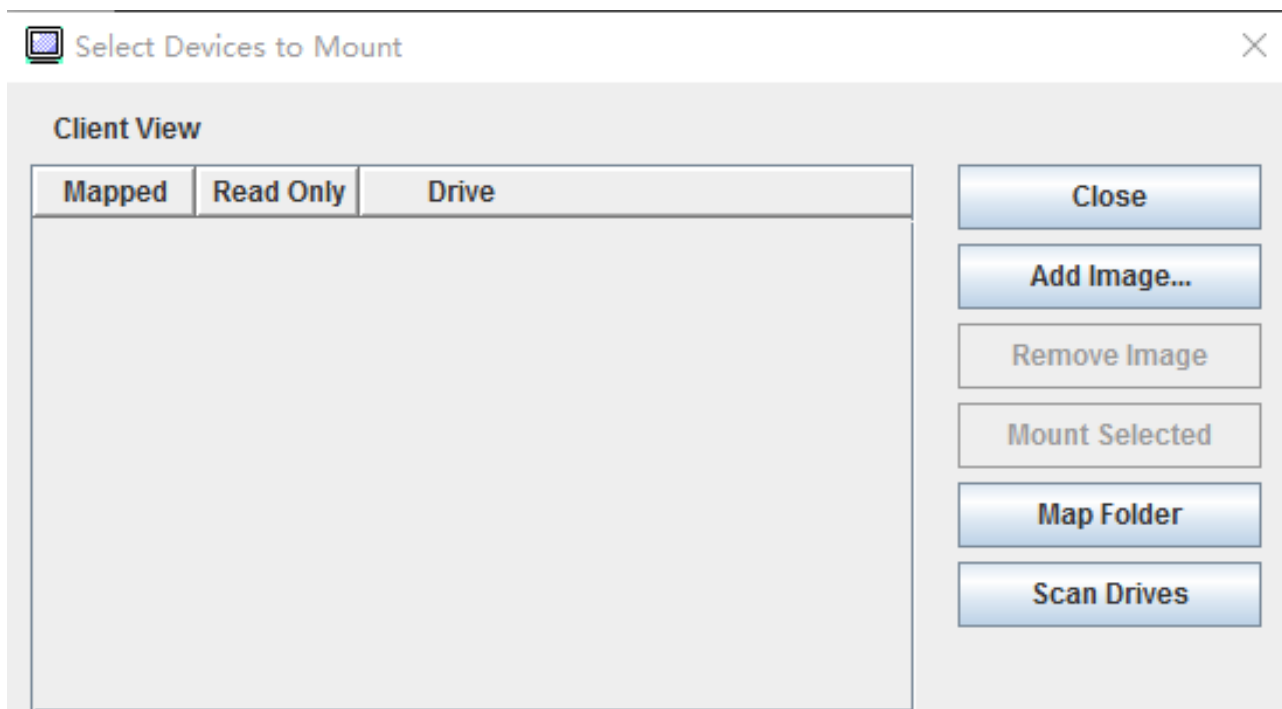 Select Devices to Mount
Client View
Mapped Read Only Drive
Close
Add Image...
Remove Image
Mount Selected
Map Folder
Scan Drives